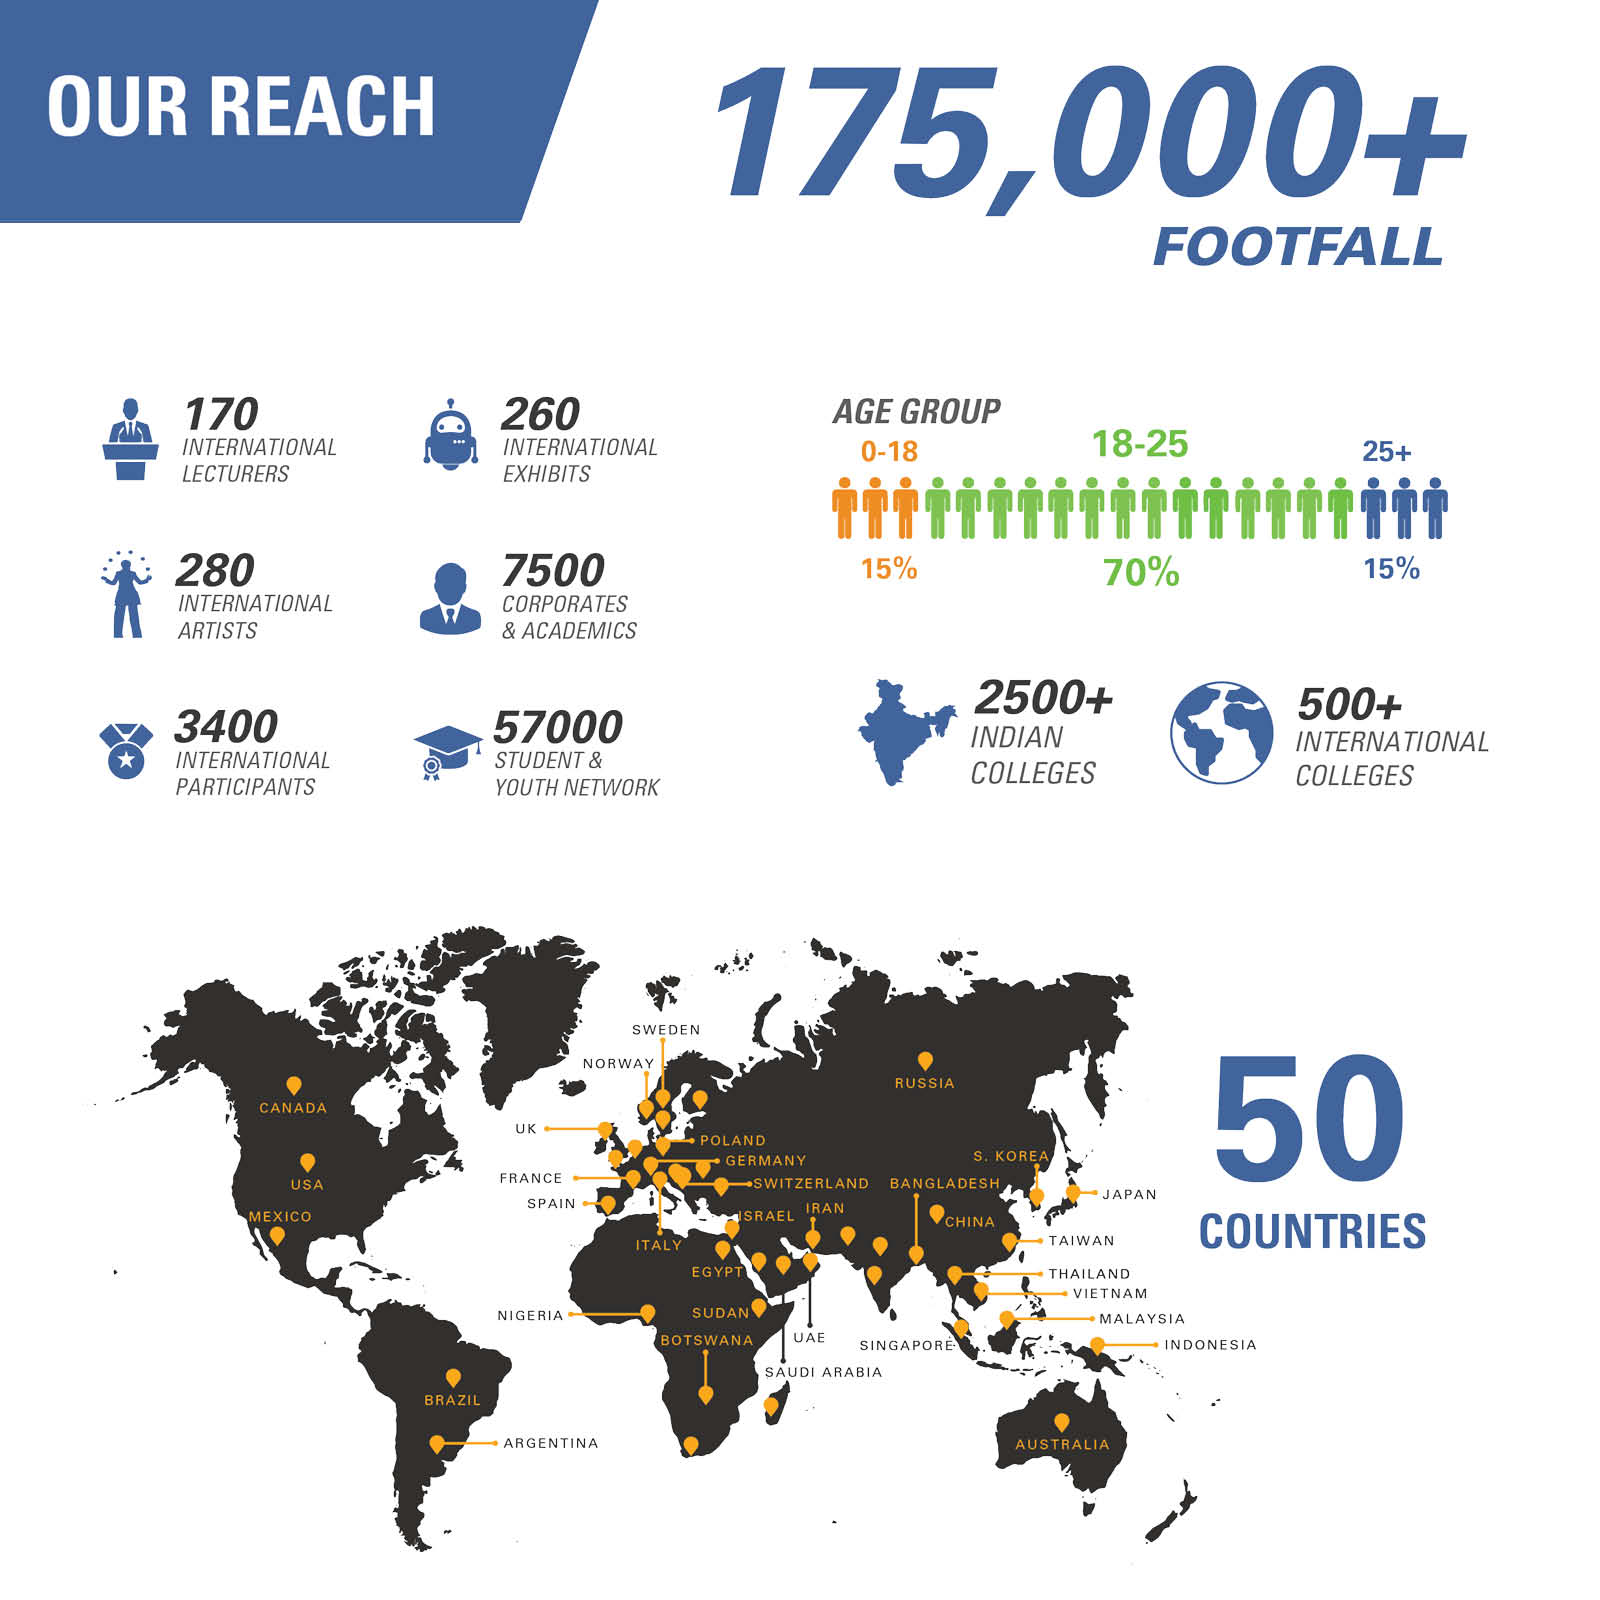 OUR REACH
175,000+
FOOTFALL
170
INTERNATIONAL
LECTURERS
260
INTERNATIONAL
EXHIBITS
280
INTERNATIONAL
ARTISTS
7500
CORPORATES
& ACADEMICS
3400
INTERNATIONAL
PARTICIPANTS
57000
STUDENT &
YOUTH NETWORK
AGE GROUP
0-18
18-25
25+
15%
70%
15%
2500+
INDIAN
COLLEGES
500+
INTERNATIONAL
COLLEGES
SWEDEN
NORWAY
RUSSIA
CANADA
UK
POLAND
GERMANY
S. KOREA
FRANCE
SWITZERLAND
BANGLADESH
USA
JAPAN
SPAIN
ISRAEL
IRAN
MEXICO
CHINA
ITALY
TAIWAN
EGYPT
THAILAND
VIETNAM
NIGERIA
SUDAN
MALAYSIA
BOTSWANA
UAE
SINGAPORE
INDONESIA
SAUDI ARABIA
BRAZIL
ARGENTINA
AUSTRALIA
50
COUNTRIES